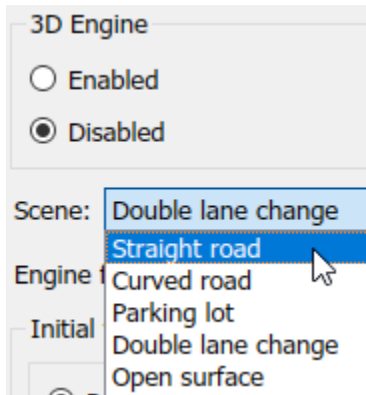 3D Engine
Enabled
Disabled
Scene: Double lane change
Straight road
Engine
Curved road
Parking lot
Initial
Double lane change
Open surface